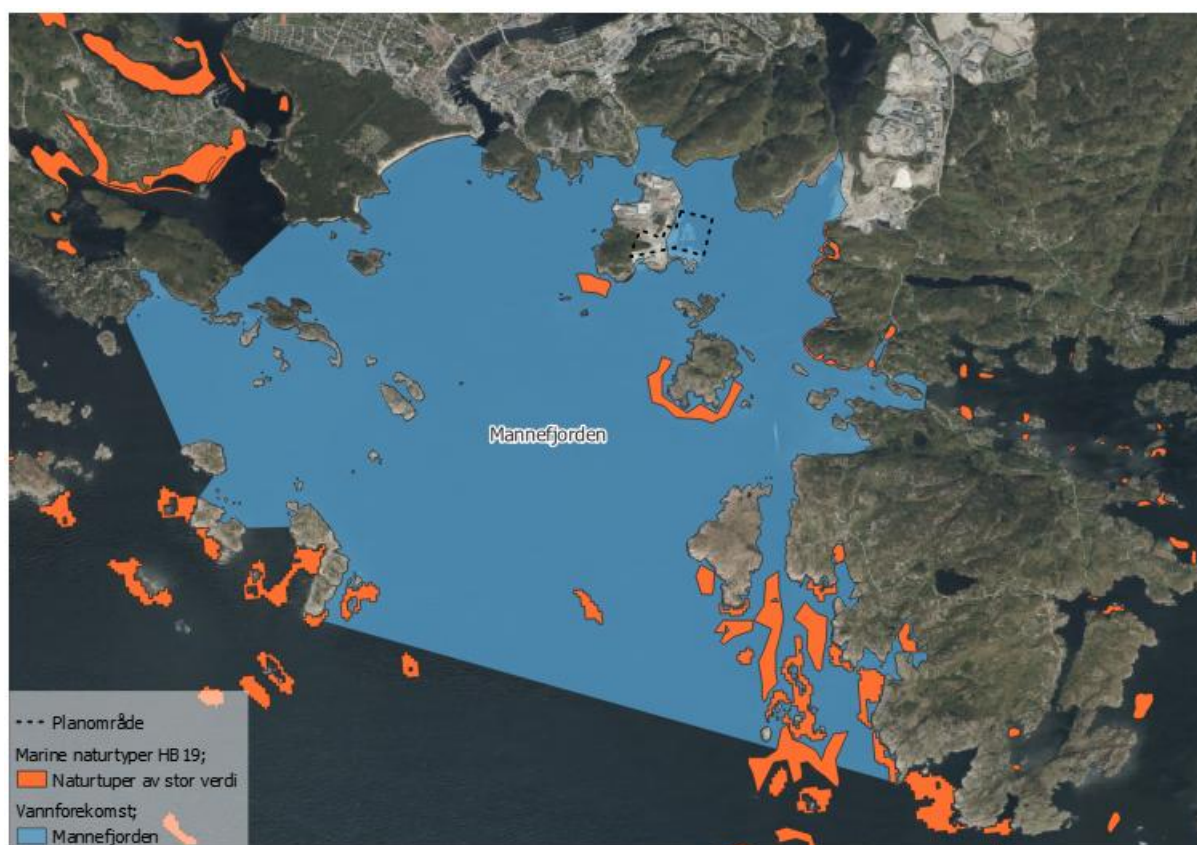 Mannefjorden
Planområde
Marine naturtyper HB 19;
Naturtuper av stor verdi
Vannforekomst;
Mannefjorden